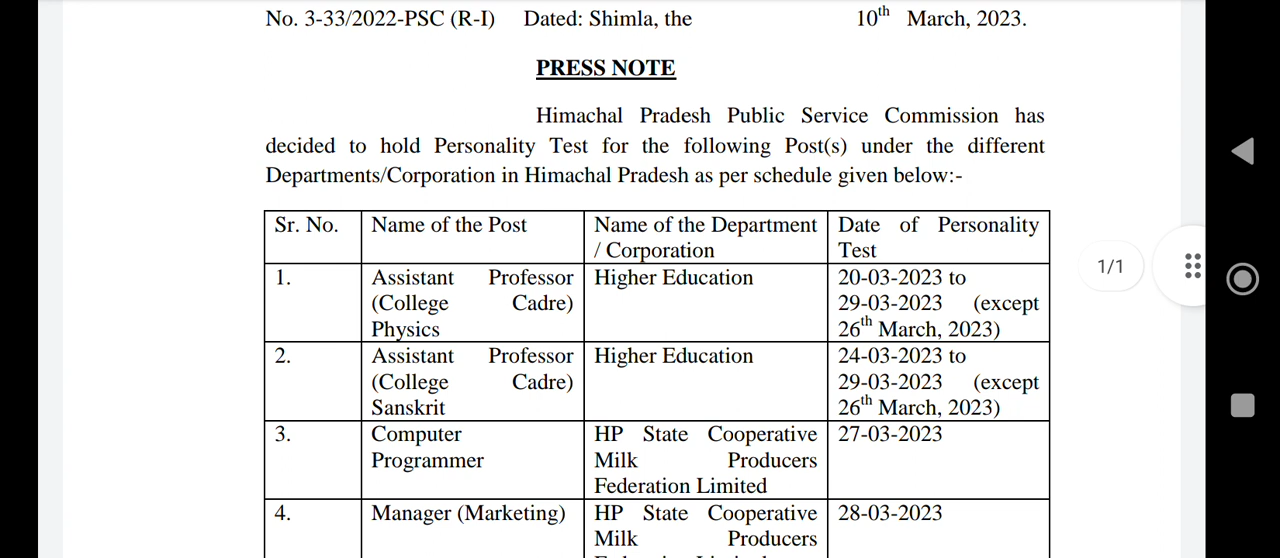 No. 3-33/2022-PSC (R-I) Dated: Shimla, the 10th March, 2023.
PRESS NOTE
Himachal Pradesh Public Service Commission has
decided to hold Personality Test for the following Post(s) under the different
Departments/Corporation in Himachal Pradesh as per schedule given below:-
Sr. No.
Name of the Post
Name of the Department
/ Corporation
Date of Personality
Test
1.
Assistant Professor
(College Cadre)
Physics
Higher Education
20-03-2023 to
29-03-2023 (except
26th March, 2023)
2.
Assistant Professor
(College Cadre)
Sanskrit
Higher Education
24-03-2023 to
29-03-2023 (except
26th March, 2023)
3.
Computer
Programmer
HP State Cooperative
Milk Producers
Federation Limited
27-03-2023
4.
Manager (Marketing)
HP State Cooperative
Milk Producers
28-03-2023
1/1